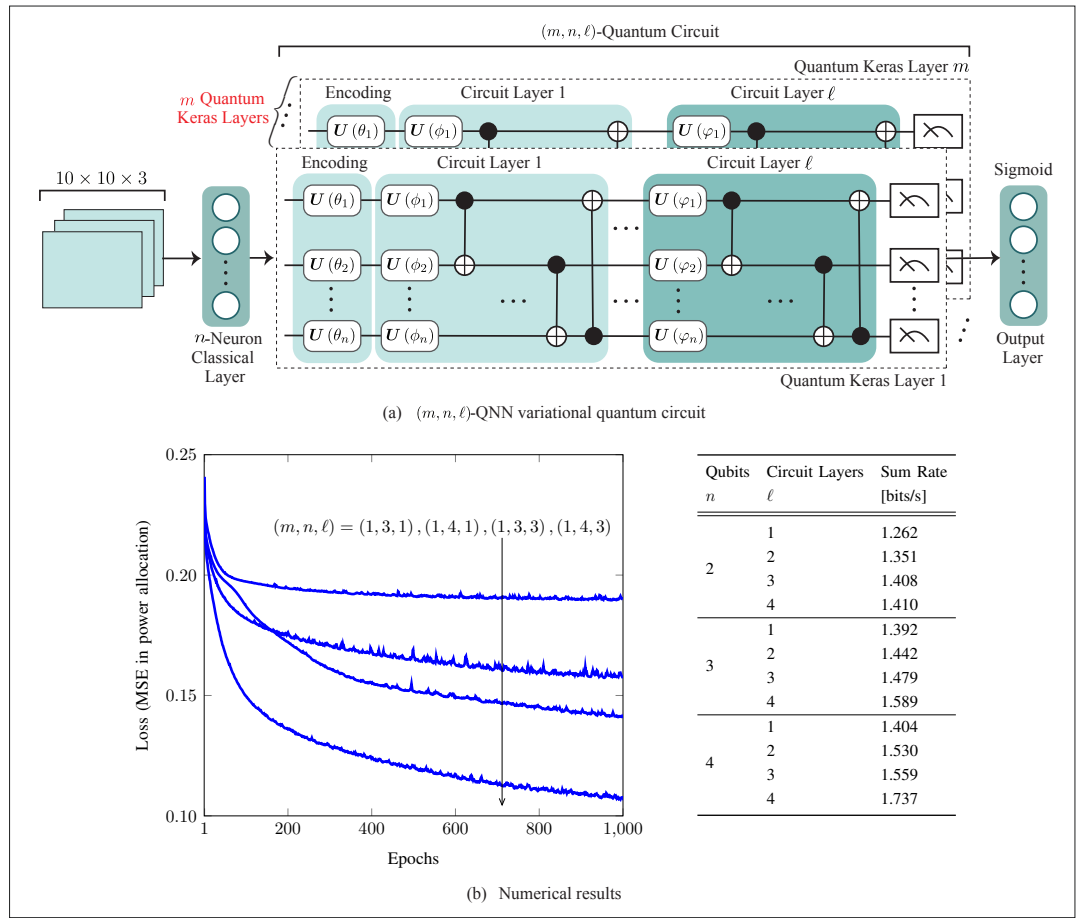 (m, n, ℓ)-Quantum Circuit
Quantum Keras Layer m
m Quantum
Keras Layers
Encoding
Circuit Layer 1
Circuit Layer ℓ
U (θ₁)
U (ϕ₁)
U (φ₁)
Encoding
Circuit Layer 1
Circuit Layer ℓ
Sigmoid
10 × 10 × 3
U (θ₁)
U (ϕ₁)
U (φ₁)
U (θ₂)
U (ϕ₂)
U (φ₂)
U (θₙ)
U (ϕₙ)
U (φₙ)
n-Neuron
Classical
Layer
Output
Layer
Quantum Keras Layer 1
(a) (m, n, ℓ)-QNN variational quantum circuit
Loss (MSE in power allocation)
0.25
0.20
0.15
0.10
(m, n, ℓ) = (1, 3, 1) , (1, 4, 1) , (1, 3, 3) , (1, 4, 3)
1 200 400 600 800 1,000
Epochs
Qubits Circuit Layers Sum Rate
n ℓ [bits/s]
2
1 1.262
2 1.351
3 1.408
4 1.410
3
1 1.392
2 1.442
3 1.479
4 1.589
4
1 1.404
2 1.530
3 1.559
4 1.737
(b) Numerical results